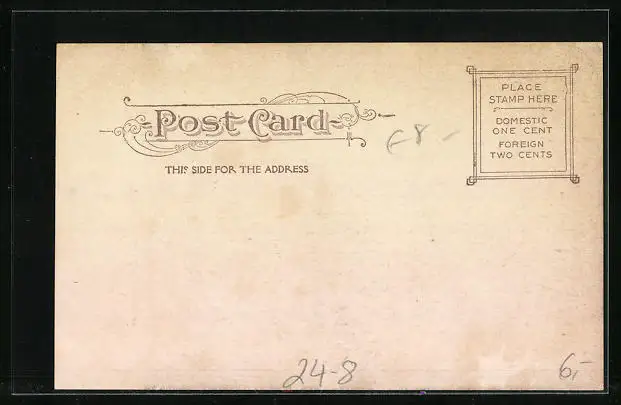 Post Card
THIS SIDE FOR THE ADDRESS
PLACE
STAMP HERE
DOMESTIC
ONE CENT
FOREIGN
TWO CENTS
24-8
6,-